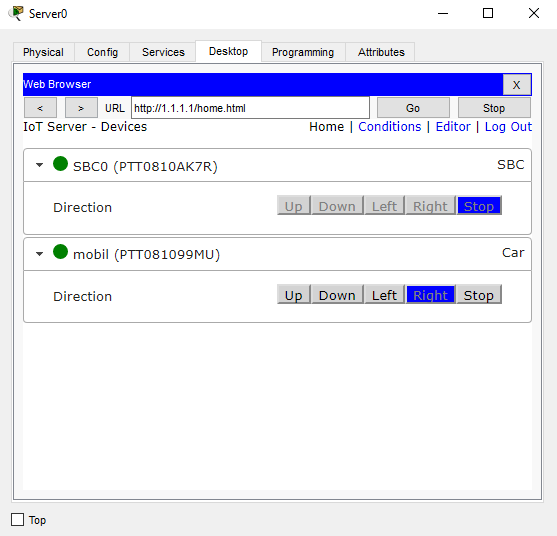 Server0
Physical Config Services Desktop Programming Attributes
Web Browser X
< > URL http://1.1.1.1/home.html Go Stop
IoT Server - Devices Home | Conditions | Editor | Log Out
SBC0 (PTT0810AK7R) SBC
Direction Up Down Left Right Stop
mobil (PTT081099MU) Car
Direction Up Down Left Right Stop
Top